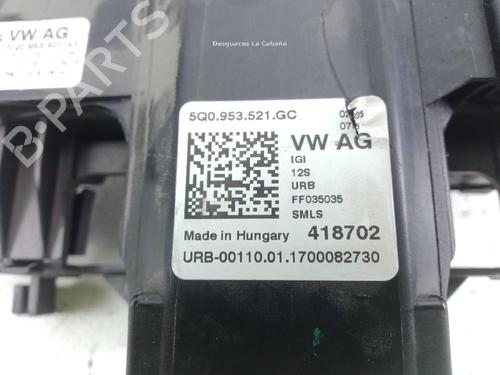 Desguaces La Cabaña
VW AG
5Q0.953.521.GC
VW AG
IGI
12S
URB
FF035035
SMLS
Made in Hungary 418702
URB-00110.01.1700082730
B-PARTS